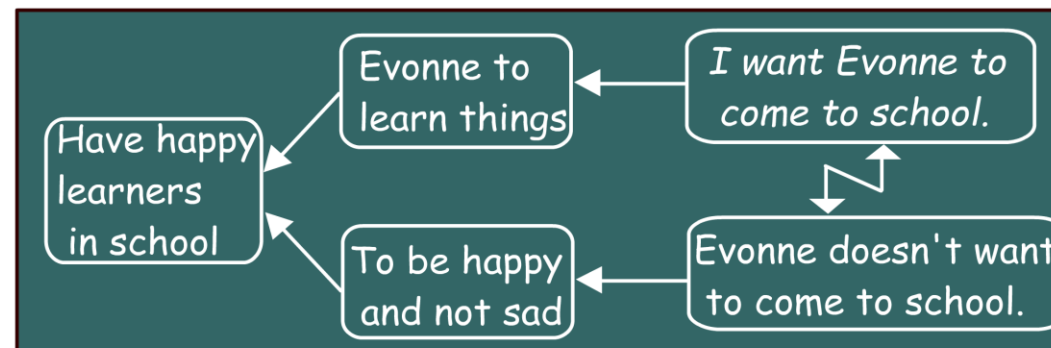 Have happy
learners
in school
Evonne to
learn things
To be happy
and not sad
I want Evonne to
come to school.
Evonne doesn't want
to come to school.